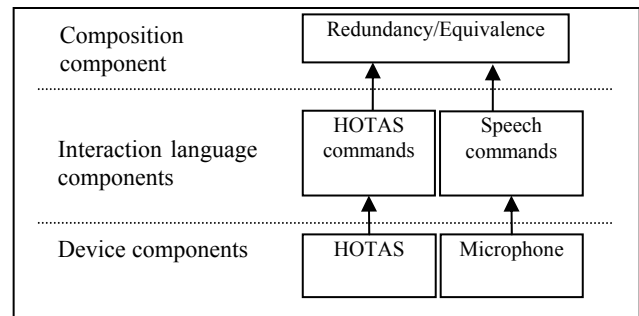 Composition
component
Redundancy/Equivalence
Interaction language
components
HOTAS
commands
Speech
commands
Device components
HOTAS
Microphone